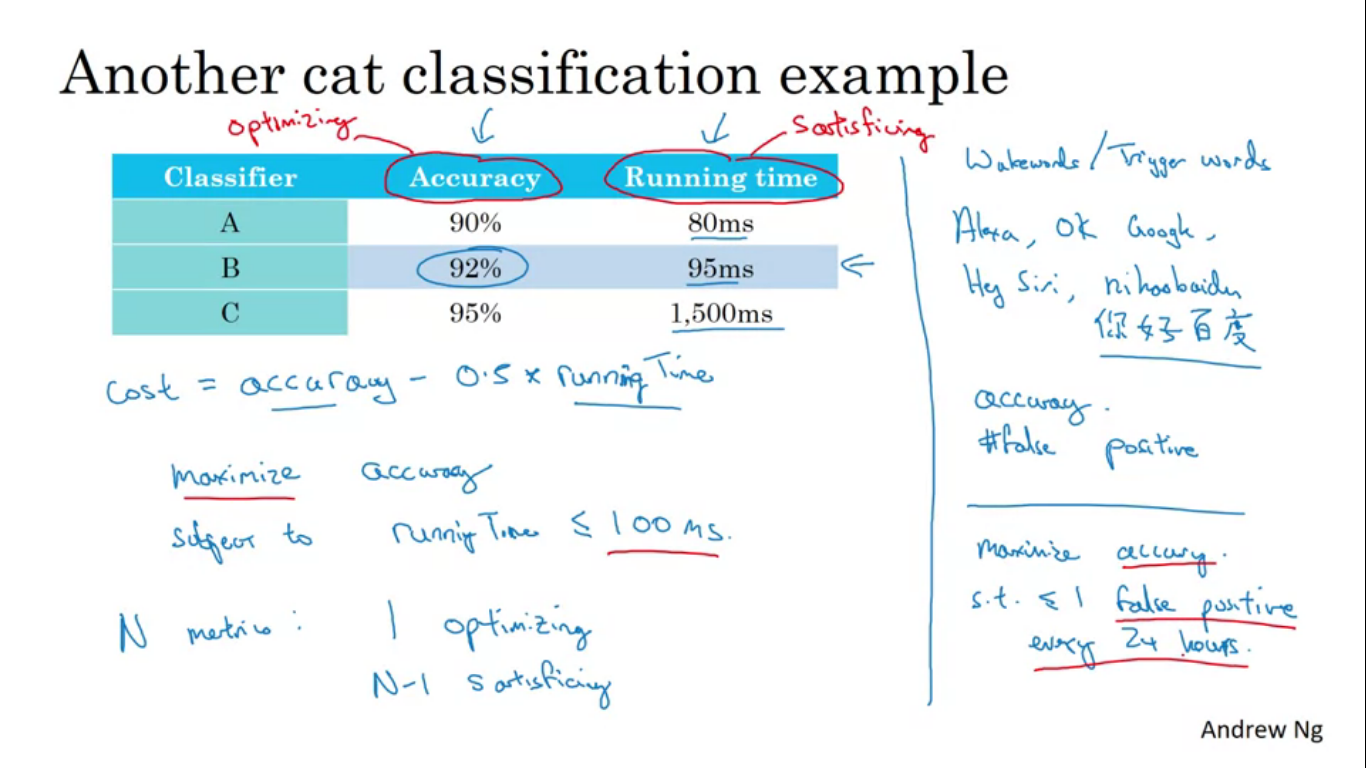 Another cat classification example
optimizing
Satisficing
Classifier Accuracy Running time
A 90% 80ms
B 92% 95ms
C 95% 1,500ms
cost = accuracy - 0.5 x running Time
maximize accuracy
subject to running Time ≤ 100 ms.
N metrics: 1 optimizing
N-1 satisficing
Wakewords / Trigger words
Alexa, OK Google,
Hey Siri, nihaobaidu
你好百度
accuracy.
#false positive
maximize accuracy.
s.t. ≤ 1 false positive
every 24 hours.
Andrew Ng